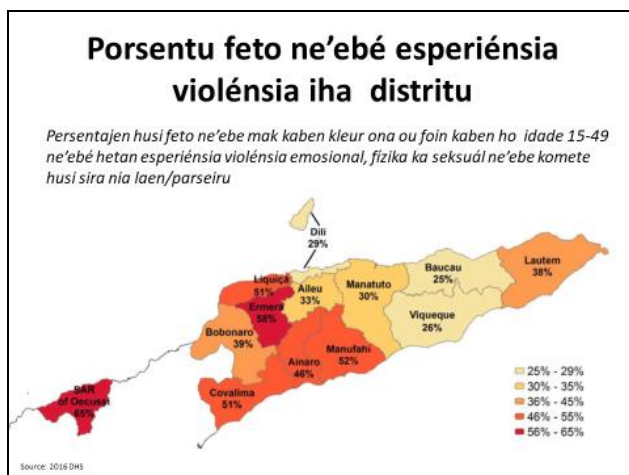 Porsentu feto ne'ebé esperiénsia
violénsia iha distritu
Persentajen husi feto ne'ebe mak kaben kleur ona ou foin kaben ho idade 15-49
ne'ebé hetan esperiénsia violénsia emosional, fízika ka seksuál ne'ebe komete
husi sira nia laen/parseiru
Dili
29%
Liquiçá
51%
Aileu
33%
Manatuto
30%
Baucau
25%
Lautem
38%
Ermera
58%
Viqueque
26%
Bobonaro
39%
Ainaro
46%
Manufahi
52%
Covalima
51%
SAR
of Oecussi
65%
25% - 29%
30% - 35%
36% - 45%
46% - 55%
56% - 65%
Source: 2016 DHS